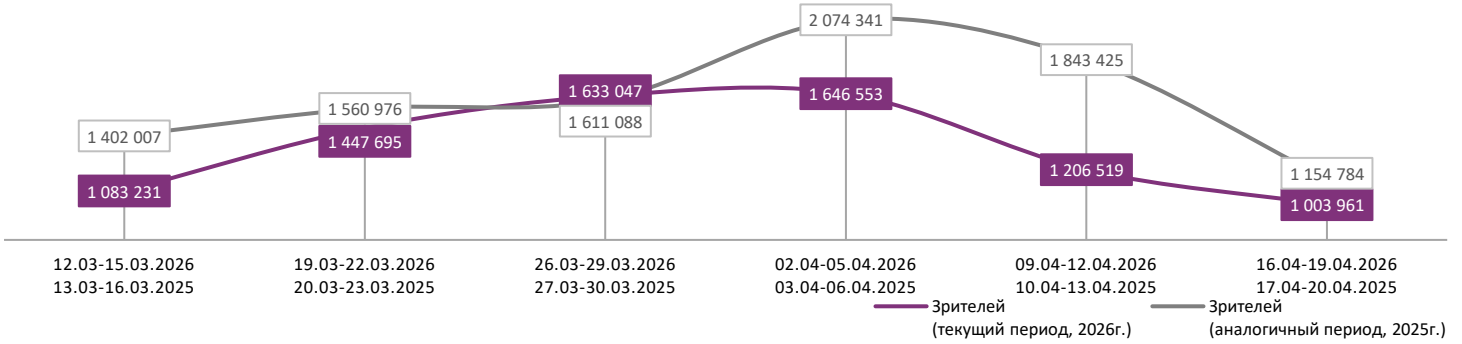 2 074 341
1 843 425
1 633 047
1 646 553
1 560 976
1 611 088
1 402 007
1 447 695
1 206 519
1 154 784
1 083 231
1 003 961
12.03-15.03.2026
13.03-16.03.2025
19.03-22.03.2026
20.03-23.03.2025
26.03-29.03.2026
27.03-30.03.2025
02.04-05.04.2026
03.04-06.04.2025
09.04-12.04.2026
10.04-13.04.2025
16.04-19.04.2026
17.04-20.04.2025
Зрителей
(текущий период, 2026г.)
Зрителей
(аналогичный период, 2025г.)